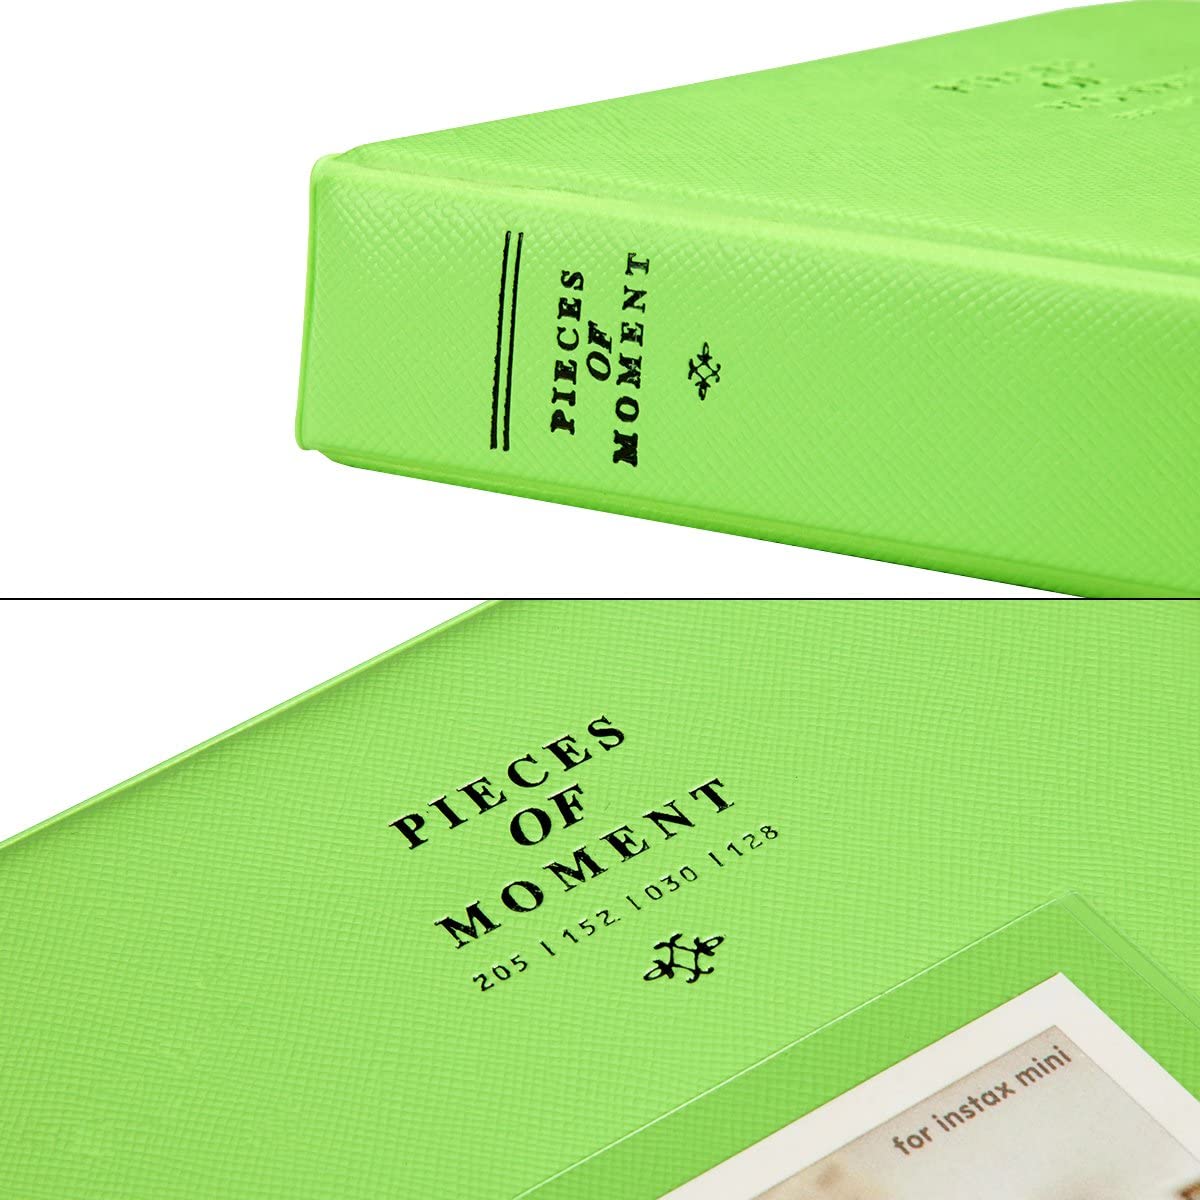 PIECES
OF
MOMENT
PIECES
OF
MOMENT
205 | 152 | 030 | 128
for instax mini